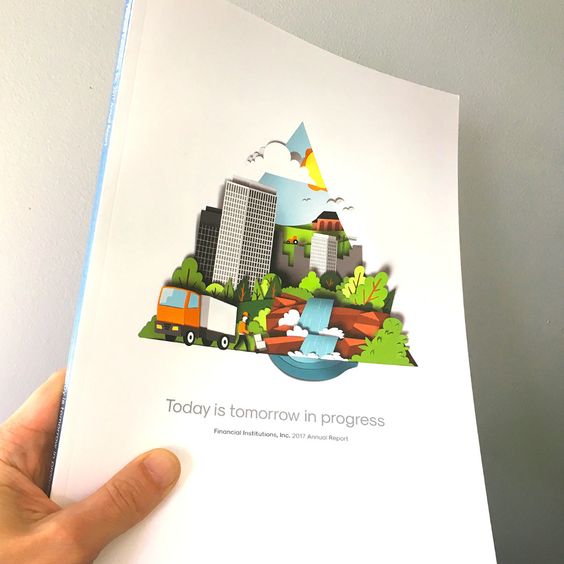 Today is tomorrow in progress
Financial Institutions, Inc. 2017 Annual Report